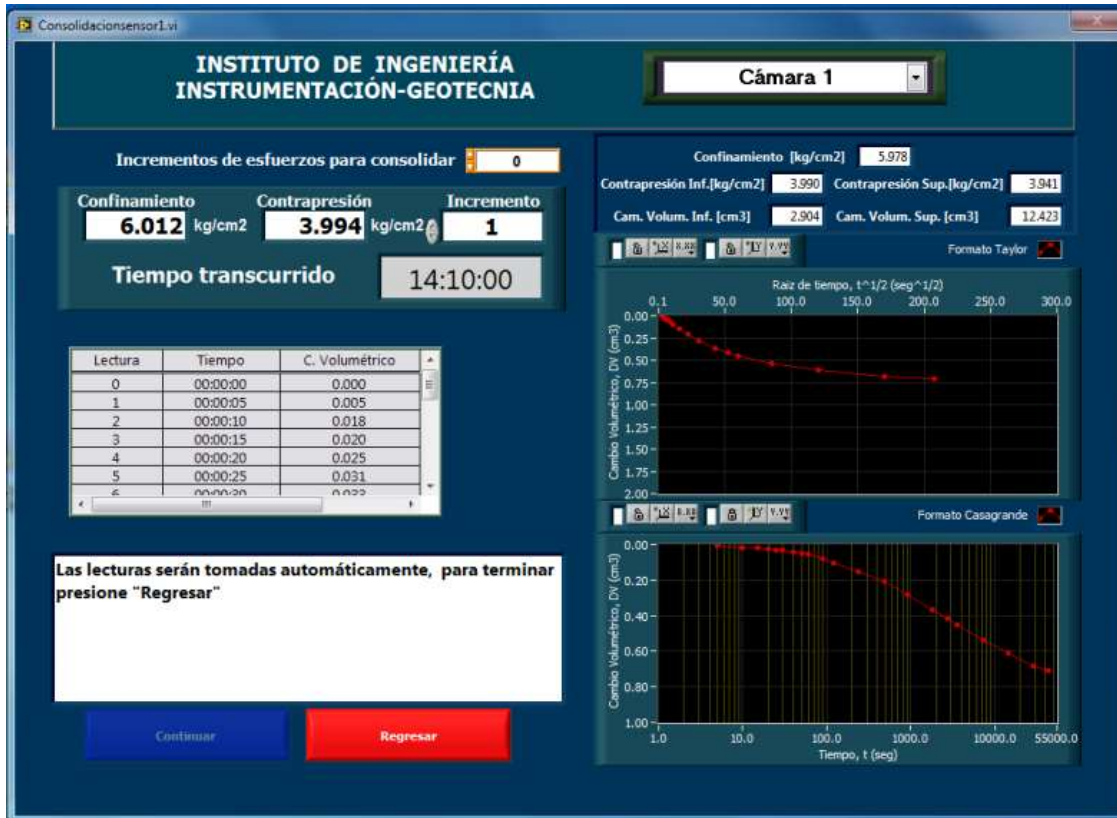 Consolidacionsensor1.vi
INSTITUTO DE INGENIERÍA
INSTRUMENTACIÓN-GEOTECNIA
Cámara 1
Incrementos de esfuerzos para consolidar 0
Confinamiento Contrapresión Incremento
6.012 kg/cm2 3.994 kg/cm2 1
Tiempo transcurrido 14:10:00
Lectura Tiempo C. Volumétrico
0 00:00:00 0.000
1 00:00:05 0.005
2 00:00:10 0.018
3 00:00:15 0.020
4 00:00:20 0.025
5 00:00:25 0.031
6 00:00:30
Las lecturas serán tomadas automáticamente, para terminar
presione "Regresar"
Continuar Regresar
Confinamiento [kg/cm2] 5.978
Contrapresión Inf.[kg/cm2] 3.990 Contrapresión Sup.[kg/cm2] 3.941
Cam. Volum. Inf. [cm3] 2.904 Cam. Volum. Sup. [cm3] 12.423
Formato Taylor
Raiz de tiempo, t^1/2 (seg^1/2)
0.1 50.0 100.0 150.0 200.0 250.0 300.0
Cambio Volumétrico, DV (cm3)
0.00
0.25
0.50
0.75
1.00
1.25
1.50
1.75
2.00
Formato Casagrande
Cambio Volumétrico, DV (cm3)
0.00
0.20
0.40
0.60
0.80
1.00
1.0 10.0 100.0 1000.0 10000.0 55000.0
Tiempo, t (seg)